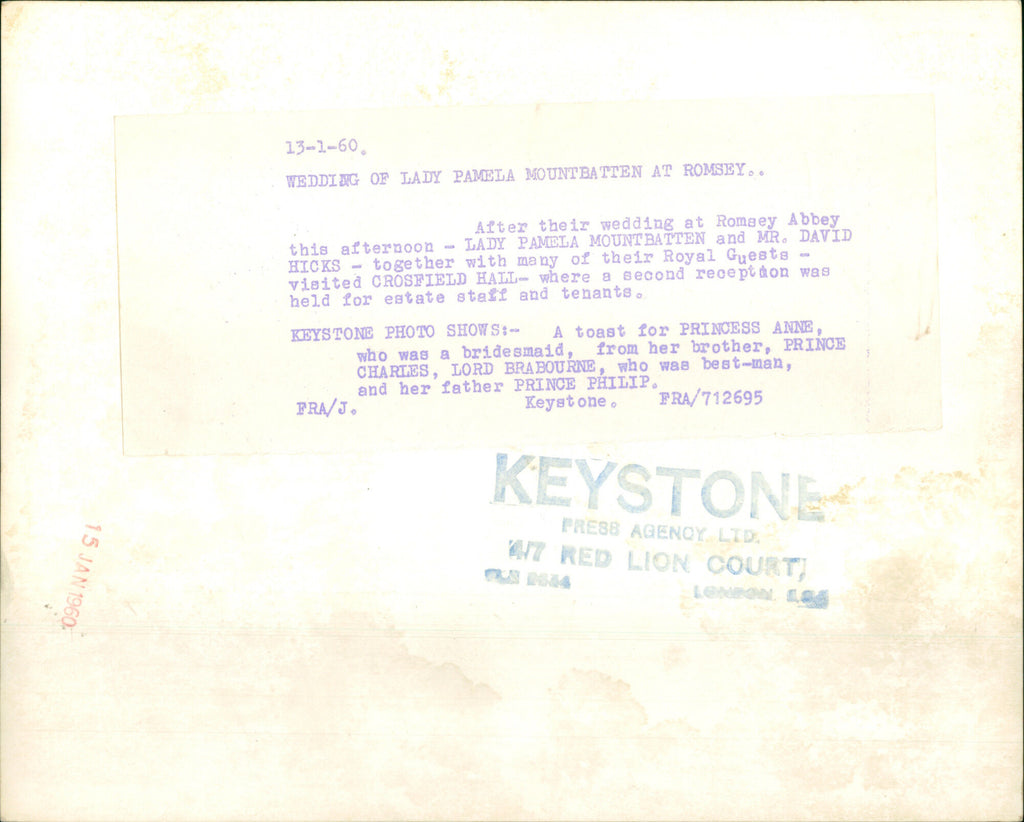 13-1-60.
WEDDING OF LADY PAMELA MOUNTBATTEN AT ROMSEY..
After their wedding at Romsey Abbey
this afternoon - LADY PAMELA MOUNTBATTEN and MR. DAVID
HICKS - together with many of their Royal Guests -
visited CROSFIELD HALL- where a second reception was
held for estate staff and tenants.
KEYSTONE PHOTO SHOWS:- A toast for PRINCESS ANNE,
who was a bridesmaid, from her brother, PRINCE
CHARLES, LORD BRABOURNE, who was best-man,
and her father PRINCE PHILIP.
FRA/J. Keystone. FRA/712695
KEYSTONE
PRESS AGENCY LTD.
4/7 RED LION COURT,
LONDON
15 JAN 1960